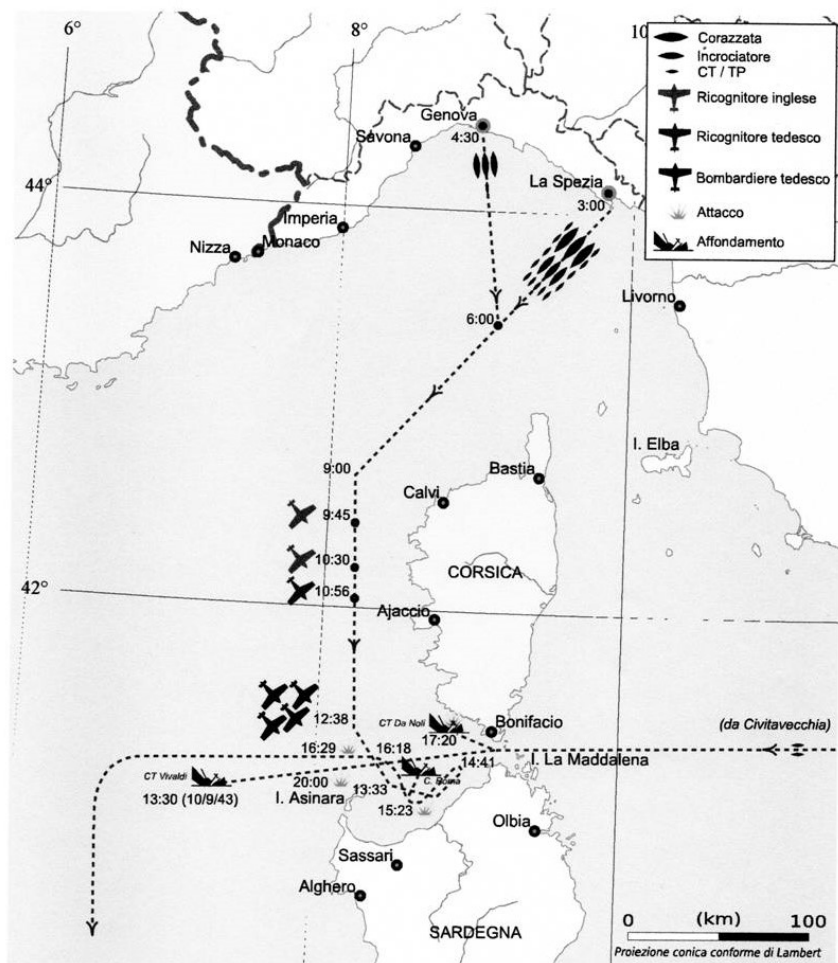 6°
8°
10
Corazzata
Incrociatore
CT / TP
Ricognitore inglese
Ricognitore tedesco
Bombardiere tedesco
Attacco
Affondamento
Genova
4:30
Savona
La Spezia
3:00
44°
Imperia
Monaco
Nizza
Livorno
6:00
I. Elba
9:00
Bastia
Calvi
9:45
10:30
CORSICA
42°
10:56
Ajaccio
12:38
CT Da Noli
Bonifacio
(da Civitavecchia)
17:20
16:29
16:18
14:41
I. La Maddalena
CT Vivaldi
20:00
13:33
C. Roma
13:30 (10/9/43)
I. Asinara
15:23
Olbia
Sassari
Alghero
SARDEGNA
0 (km) 100
Proiezione conica conforme di Lambert